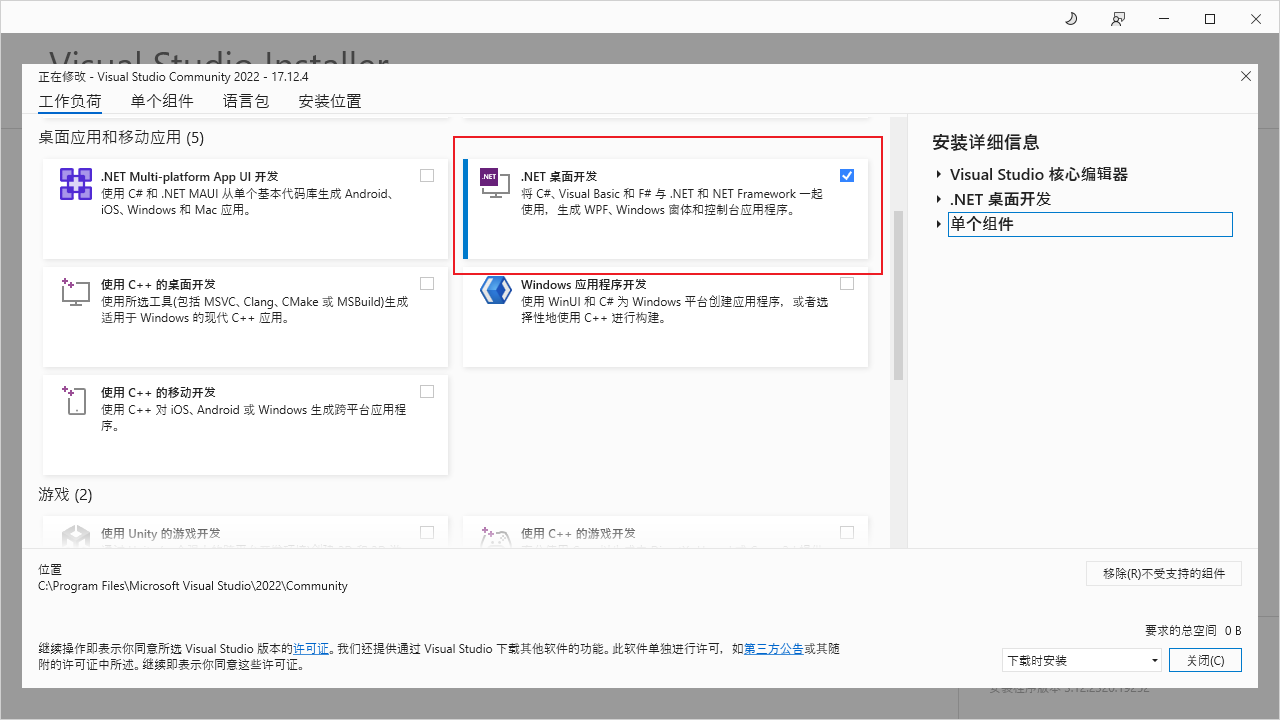 Visual Studio Installer
正在修改 - Visual Studio Community 2022 - 17.12.4
工作负荷
单个组件
语言包
安装位置
桌面应用和移动应用 (5)
.NET Multi-platform App UI 开发
使用 C# 和 .NET MAUI 从单个基本代码库生成 Android、
iOS、Windows 和 Mac 应用。
.NET
.NET 桌面开发
将 C#、Visual Basic 和 F# 与 .NET 和 NET Framework 一起
使用，生成 WPF、Windows 窗体和控制台应用程序。
使用 C++ 的桌面开发
使用所选工具(包括 MSVC、Clang、CMake 或 MSBuild)生成
适用于 Windows 的现代 C++ 应用。
Windows 应用程序开发
使用 WinUI 和 C# 为 Windows 平台创建应用程序，或者选
择性地使用 C++ 进行构建。
使用 C++ 的移动开发
使用 C++ 对 iOS、Android 或 Windows 生成跨平台应用程
序。
游戏 (2)
使用 Unity 的游戏开发
使用 C++ 的游戏开发
安装详细信息
Visual Studio 核心编辑器
.NET 桌面开发
单个组件
位置
C:\Program Files\Microsoft Visual Studio\2022\Community
移除(R)不受支持的组件
要求的总空间 0 B
继续操作即表示你同意所选 Visual Studio 版本的许可证。我们还提供通过 Visual Studio 下载其他软件的功能。此软件单独进行许可，如第三方公告或其随
附的许可证中所述。继续即表示你同意这些许可证。
下载时安装
关闭(C)